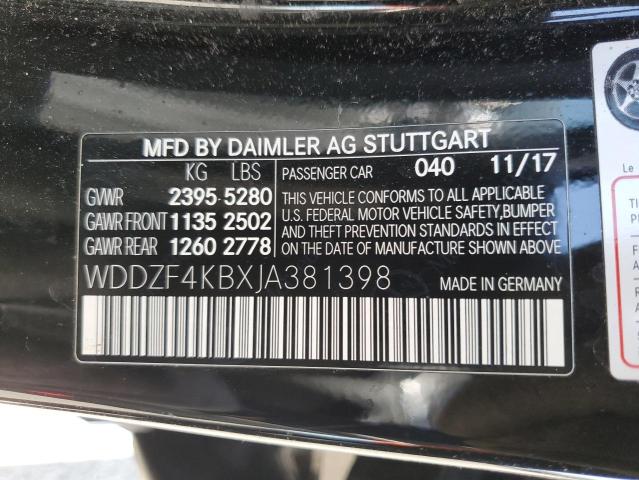 MFD BY DAIMLER AG STUTTGART
KG LBS
GVWR 2395 5280
GAWR FRONT 1135 2502
GAWR REAR 1260 2778
PASSENGER CAR 040 11/17
THIS VEHICLE CONFORMS TO ALL APPLICABLE
U.S. FEDERAL MOTOR VEHICLE SAFETY,BUMPER
AND THEFT PREVENTION STANDARDS IN EFFECT
ON THE DATE OF MANUFACTURE SHOWN ABOVE.
WDDZF4KBXJA381398
MADE IN GERMANY
Le